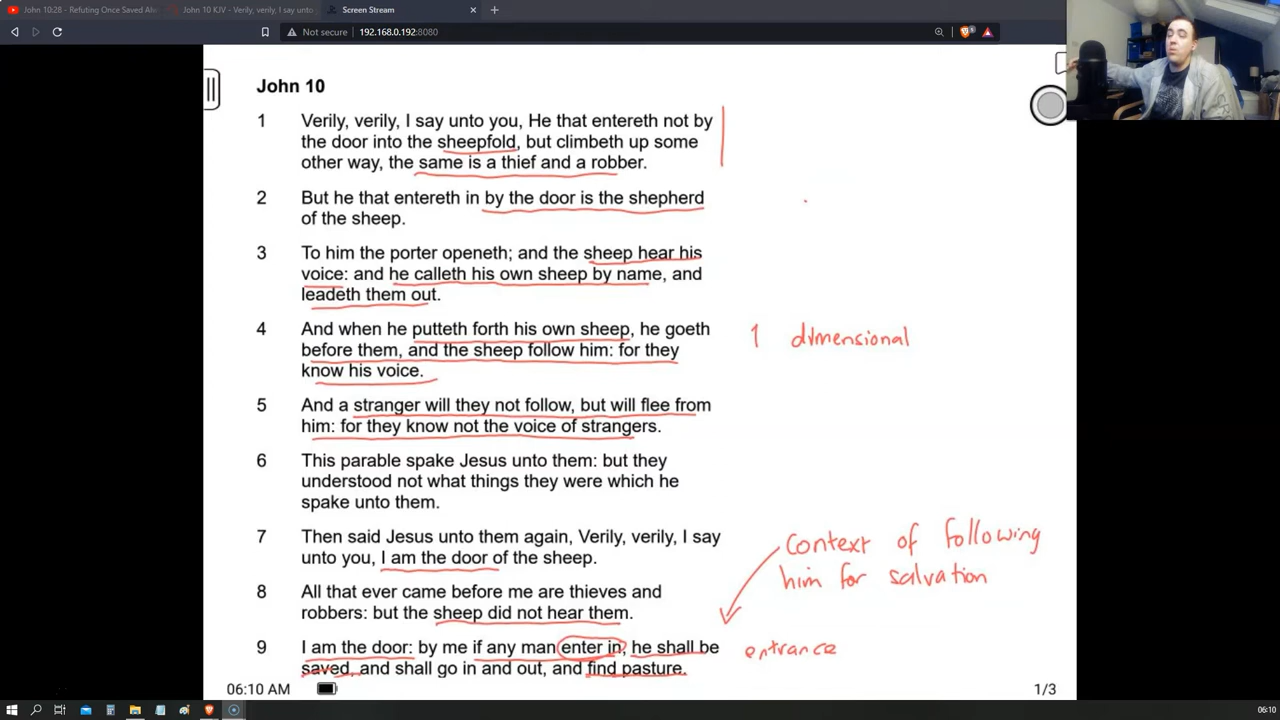 John 10:28 - Refuting Once Saved Alw
John 10 KJV - Verily, verily, I say unto
Screen Stream
Not secure
192.168.0.192:8080
John 10
1 Verily, verily, I say unto you, He that entereth not by
the door into the sheepfold, but climbeth up some
other way, the same is a thief and a robber.
2 But he that entereth in by the door is the shepherd
of the sheep.
3 To him the porter openeth; and the sheep hear his
voice: and he calleth his own sheep by name, and
leadeth them out.
4 And when he putteth forth his own sheep, he goeth
before them, and the sheep follow him: for they
know his voice.
1 dimensional
5 And a stranger will they not follow, but will flee from
him: for they know not the voice of strangers.
6 This parable spake Jesus unto them: but they
understood not what things they were which he
spake unto them.
7 Then said Jesus unto them again, Verily, verily, I say
unto you, I am the door of the sheep.
context of following
him for salvation
8 All that ever came before me are thieves and
robbers: but the sheep did not hear them.
9 I am the door: by me if any man enter in, he shall be
saved, and shall go in and out, and find pasture.
entrance
06:10 AM
1/3
06:10